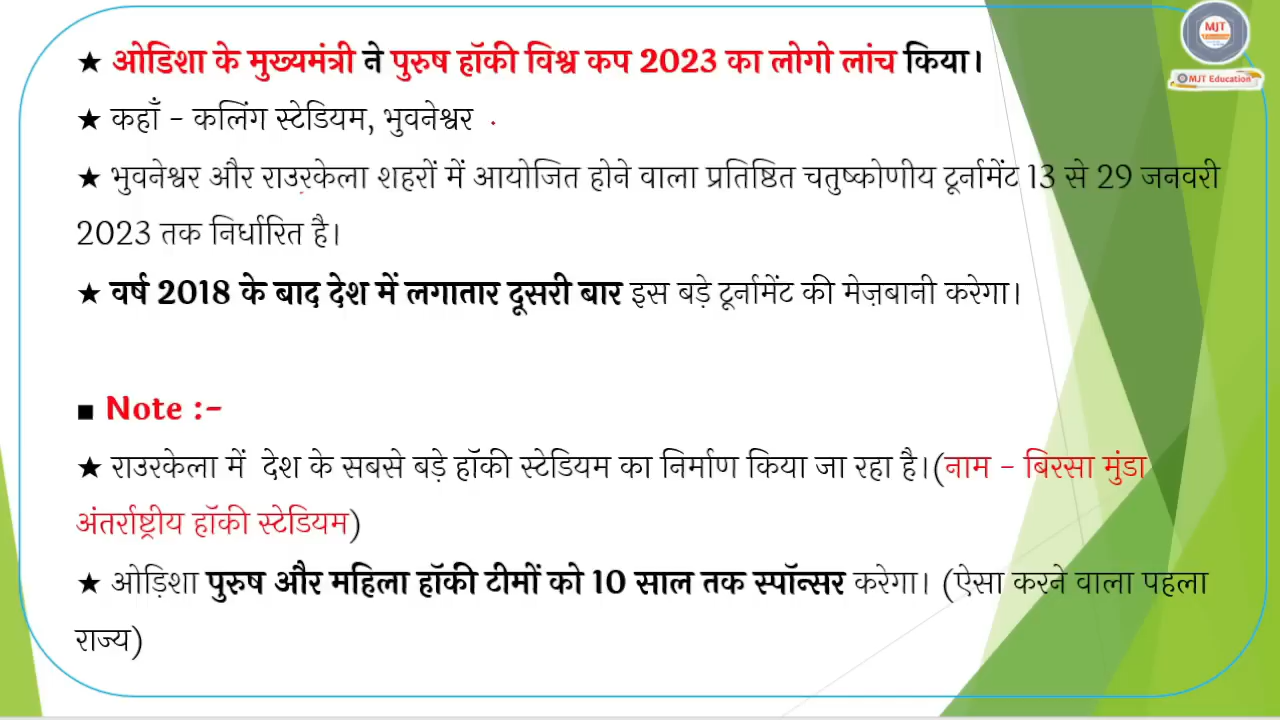 ★ ओडिशा के मुख्यमंत्री ने पुरुष हॉकी विश्व कप 2023 का लोगो लांच किया।
MJT
MJT Education
★ कहाँ - कलिंग स्टेडियम, भुवनेश्वर
★ भुवनेश्वर और राउरकेला शहरों में आयोजित होने वाला प्रतिष्ठित चतुष्कोणीय टूर्नामेंट 13 से 29 जनवरी
2023 तक निर्धारित है।
★ वर्ष 2018 के बाद देश में लगातार दूसरी बार इस बड़े टूर्नामेंट की मेज़बानी करेगा।
■ Note :-
★ राउरकेला में देश के सबसे बड़े हॉकी स्टेडियम का निर्माण किया जा रहा है।(नाम - बिरसा मुंडा
अंतर्राष्ट्रीय हॉकी स्टेडियम)
★ ओड़िशा पुरुष और महिला हॉकी टीमों को 10 साल तक स्पॉन्सर करेगा। (ऐसा करने वाला पहला
राज्य)